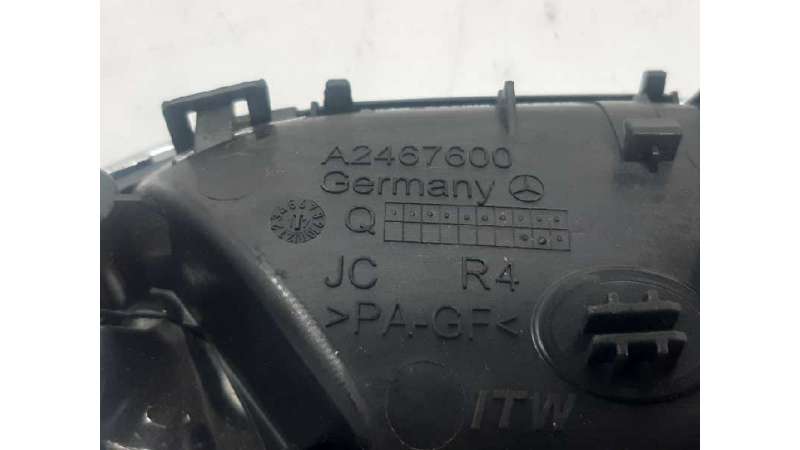 A2467600
Germany
Q
JC R4
>PA-GF<
ITW